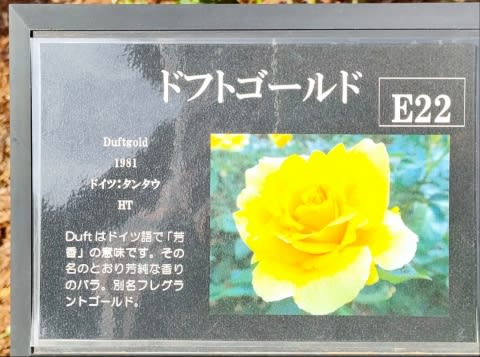 ドフトゴールド
E22
Duftgold
1981
ドイツ:タンタウ
HT
Duftはドイツ語で「芳
香」の意味です。その
名のとおり芳純な香り
のバラ。別名フレグラ
ントゴールド。